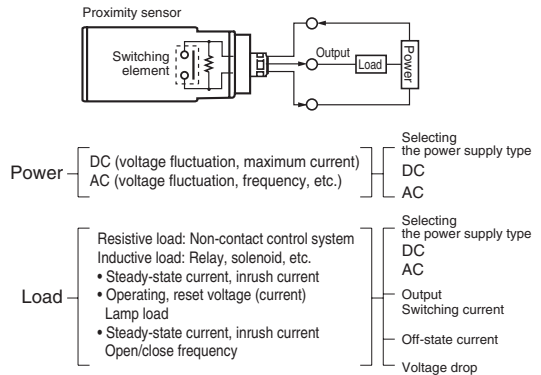 Proximity sensor
Switching
element
Output
Load
Power
Power
DC (voltage fluctuation, maximum current)
AC (voltage fluctuation, frequency, etc.)
Selecting
the power supply type
DC
AC
Load
Resistive load: Non-contact control system
Inductive load: Relay, solenoid, etc.
• Steady-state current, inrush current
• Operating, reset voltage (current)
Lamp load
• Steady-state current, inrush current
Open/close frequency
Selecting
the power supply type
DC
AC
Output
Switching current
Off-state current
Voltage drop